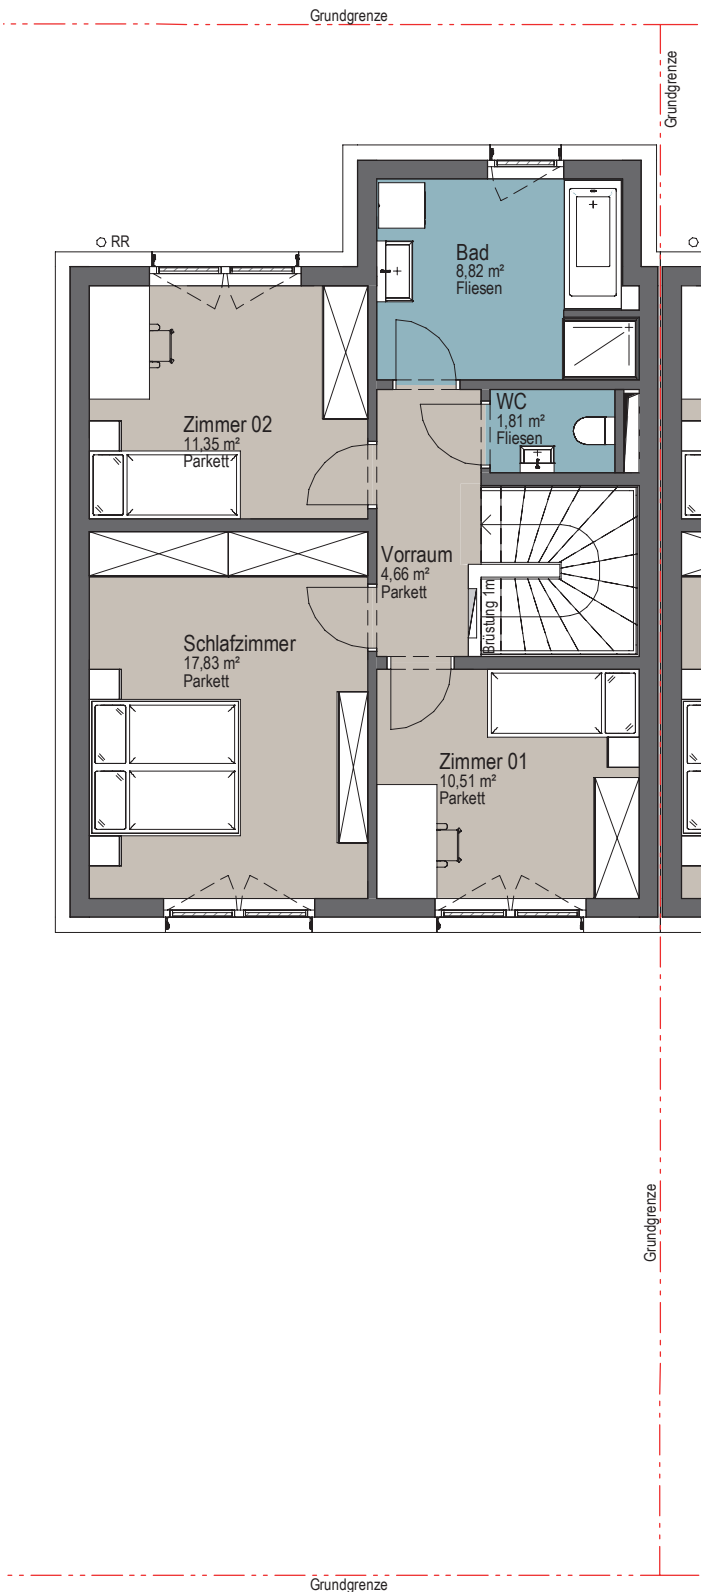 Grundgrenze
Grundgrenze
RR
Bad
8,82 m²
Fliesen
Zimmer 02
11,35 m²
Parkett
WC
1,81 m²
Fliesen
Vorraum
4,66 m²
Parkett
Brüstung 1m
Schlafzimmer
17,83 m²
Parkett
Zimmer 01
10,51 m²
Parkett
Grundgrenze
Grundgrenze